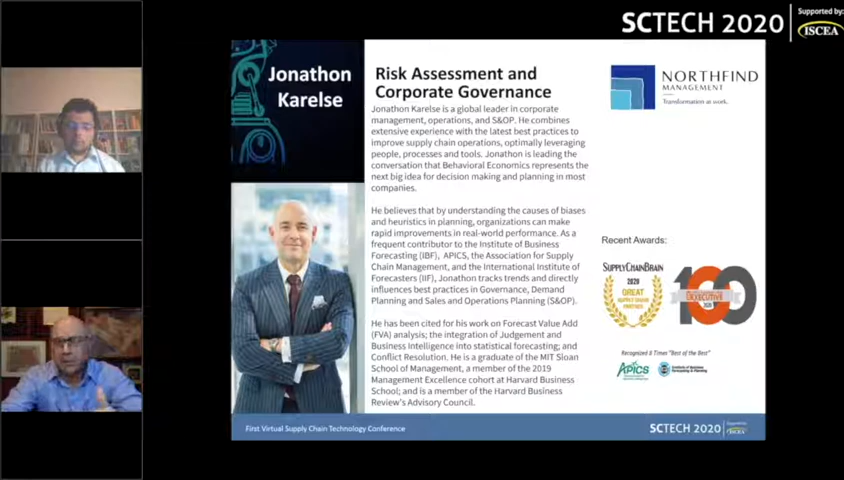 SCTECH 2020
Supported by:
ISCEA
Jonathon
Karelse
Risk Assessment and
Corporate Governance
Jonathon Karelse is a global leader in corporate
management, operations, and S&OP. He combines
extensive experience with the latest best practices to
improve supply chain operations, optimally leveraging
people, processes and tools. Jonathon is leading the
conversation that Behavioral Economics represents the
next big idea for decision making and planning in most
companies.
He believes that by understanding the causes of biases
and heuristics in planning, organizations can make
rapid improvements in real-world performance. As a
frequent contributor to the Institute of Business
Forecasting (IBF), APICS, the Association for Supply
Chain Management, and the International Institute of
Forecasters (IIF), Jonathon tracks trends and directly
influences best practices in Governance, Demand
Planning and Sales and Operations Planning (S&OP).
He has been cited for his work on Forecast Value Add
(FVA) analysis; the integration of Judgement and
Business Intelligence into statistical forecasting; and
Conflict Resolution. He is a graduate of the MIT Sloan
School of Management, a member of the 2019
Management Excellence cohort at Harvard Business
School; and is a member of the Harvard Business
Review's Advisory Council.
NORTHFIND
MANAGEMENT
Transformation at work.
Recent Awards:
SUPPLYCHAINBRAIN
2020
GREAT
SUPPLY CHAIN
PARTNER
100
EXECUTIVE
Recognized 8 Times "Best of the Best"
APICS
Institute of Business
Forecasting & Planning
First Virtual Supply Chain Technology Conference
SCTECH 2020
ISCEA